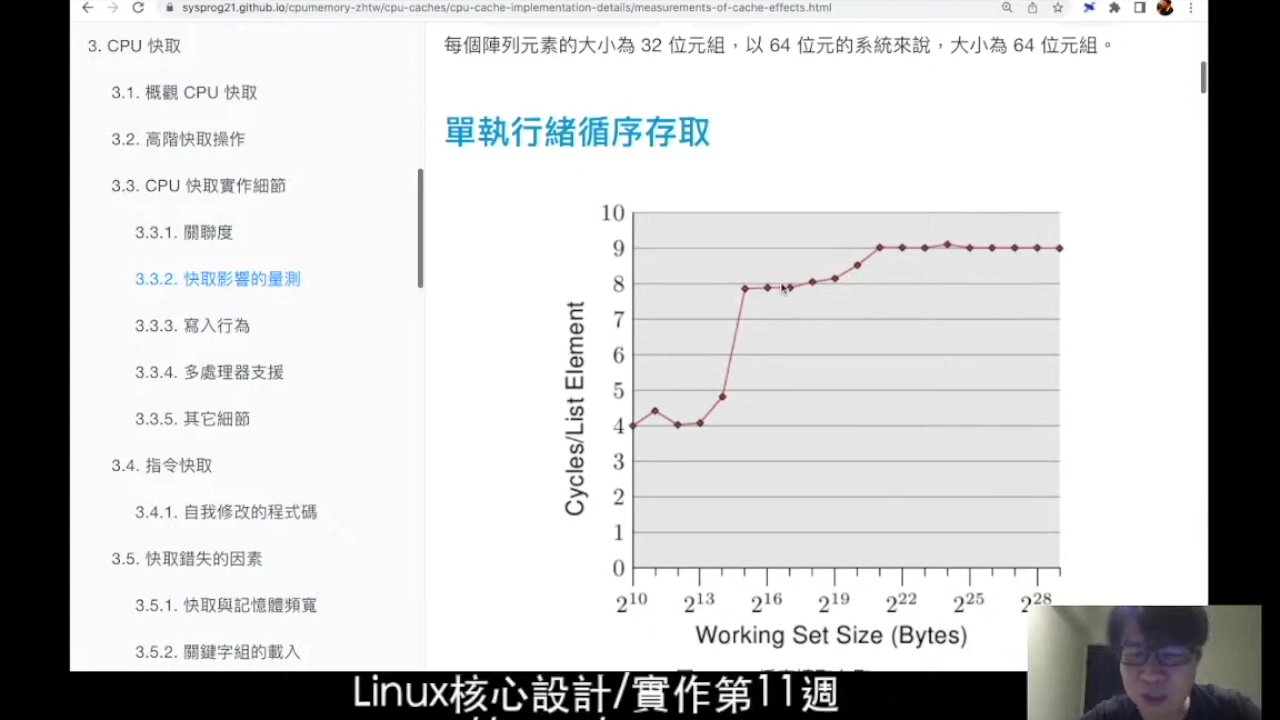 sysprog21.github.io/cpumemory-zhtw/cpu-caches/cpu-cache-implementation-details/measurements-of-cache-effects.html
3. CPU 快取
3.1. 概觀 CPU 快取
3.2. 高階快取操作
3.3. CPU 快取實作細節
3.3.1. 關聯度
3.3.2. 快取影響的量測
3.3.3. 寫入行為
3.3.4. 多處理器支援
3.3.5. 其它細節
3.4. 指令快取
3.4.1. 自我修改的程式碼
3.5. 快取錯失的因素
3.5.1. 快取與記憶體頻寬
3.5.2. 關鍵字組的載入
每個陣列元素的大小為 32 位元組，以 64 位元的系統來說，大小為 64 位元組。
單執行緒循序存取
10
9
8
7
6
5
4
3
2
1
0
Cycles/List Element
2^10 2^13 2^16 2^19 2^22 2^25 2^28
Working Set Size (Bytes)
Linux核心設計/實作第11週